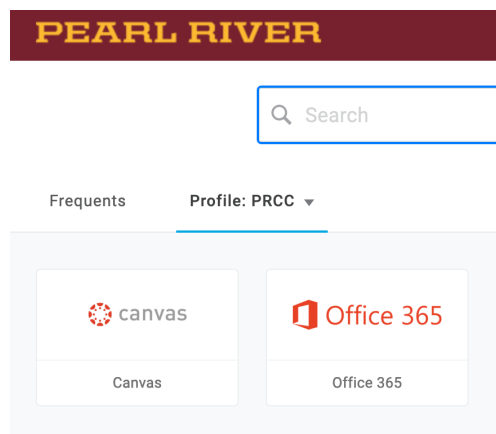 PEARL RIVER
Search
Frequents
Profile: PRCC
canvas
Office 365
Canvas
Office 365